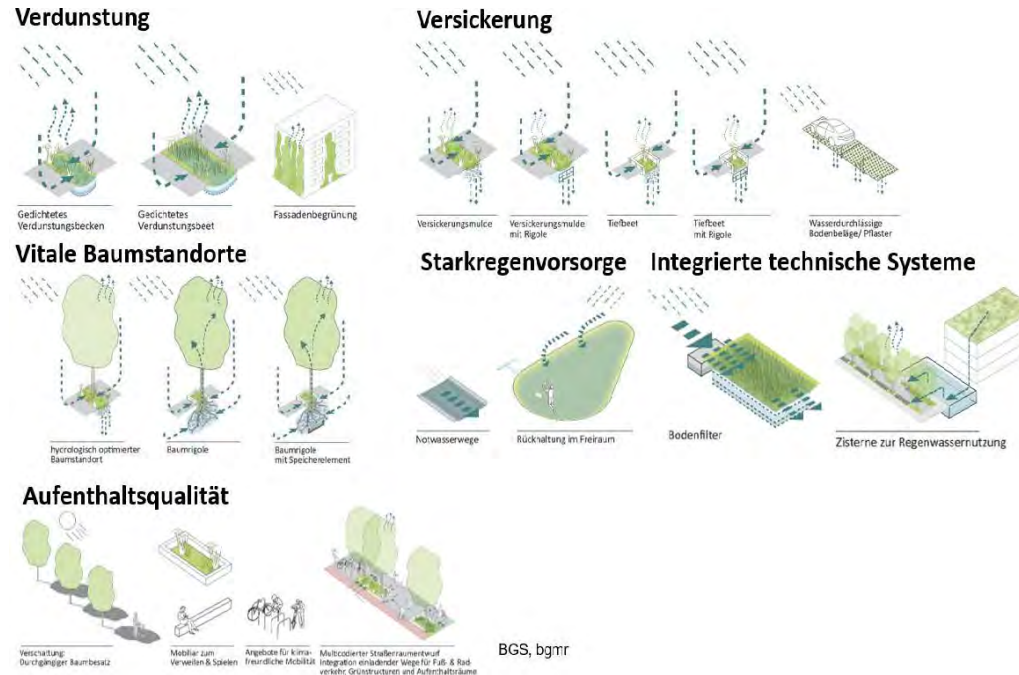 Verdunstung
Gedichtetes
Verdunstungsbecken
Gedichtetes
Verdunstungsbeet
Fassadenbegrünung
Versickerung
Versickerungsmulce
Versickerungsmulde
mit Rigole
Tiefbeet
Tiefbeet
mit Rigole
Wasserdurchlässige
Bodenbeläge/ Pflaster
Vitale Baumstandorte
hycrologisch optimierter
Baumstandort
Baumrigole
Baumrigole
mit Speicherelement
Starkregenvorsorge
Notwasserwege
Rückhaltung im Freiraum
Integrierte technische Systeme
Bodenfilter
Zisterne zur Regenwassernutzung
Aufenthaltsqualität
Verschattung:
Durchgängiger Baumbesatz
Mobiliar zum
Verweilen & Spielen
Angebote für klima-
freundliche Mobilität
Multicodierter Straßenraumentwurf
Integration einladender Wege für Fuß- & Rad-
verkehr, Grünstructuren und Aufenthaltsräume
BGS, bgmr